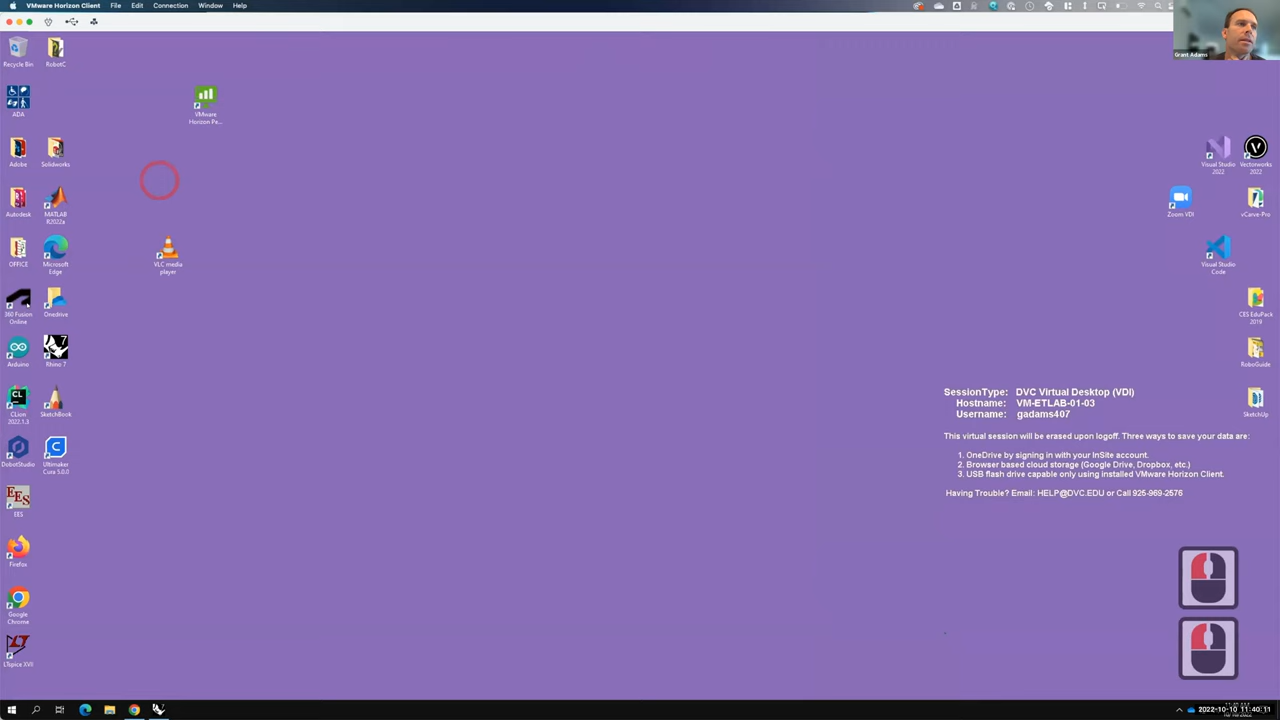 VMware Horizon Client File Edit Connection Window Help
Grant Adams
Recycle Bin
RobotC
ADA
VMware
Horizon Pe...
Adobe
Solidworks
Visual Studio
2022
Vectorworks
2022
Autodesk
MATLAB
R2022a
Zoom VDI
vCarve-Pro
OFFICE
Microsoft
Edge
VLC media
player
Visual Studio
Code
360 Fusion
Online
Onedrive
CES EduPack
2019
Arduino
7
Rhino 7
RoboGuide
CL
CLion
2022.1.3
SketchBook
SketchUp
SessionType: DVC Virtual Desktop (VDI)
Hostname: VM-ETLAB-01-03
Username: gadams407
This virtual session will be erased upon logoff. Three ways to save your data are:
1. OneDrive by signing in with your InSite account.
2. Browser based cloud storage (Google Drive, Dropbox, etc.)
3. USB flash drive capable only using installed VMware Horizon Client.
Having Trouble? Email: HELP@DVC.EDU or Call 925-969-2576
DobotStudio
Ultimaker
Cura 5.0.0
EES
EES
Firefox
Google
Chrome
LT
LTspice XVII
2022-10-10 11:40:11